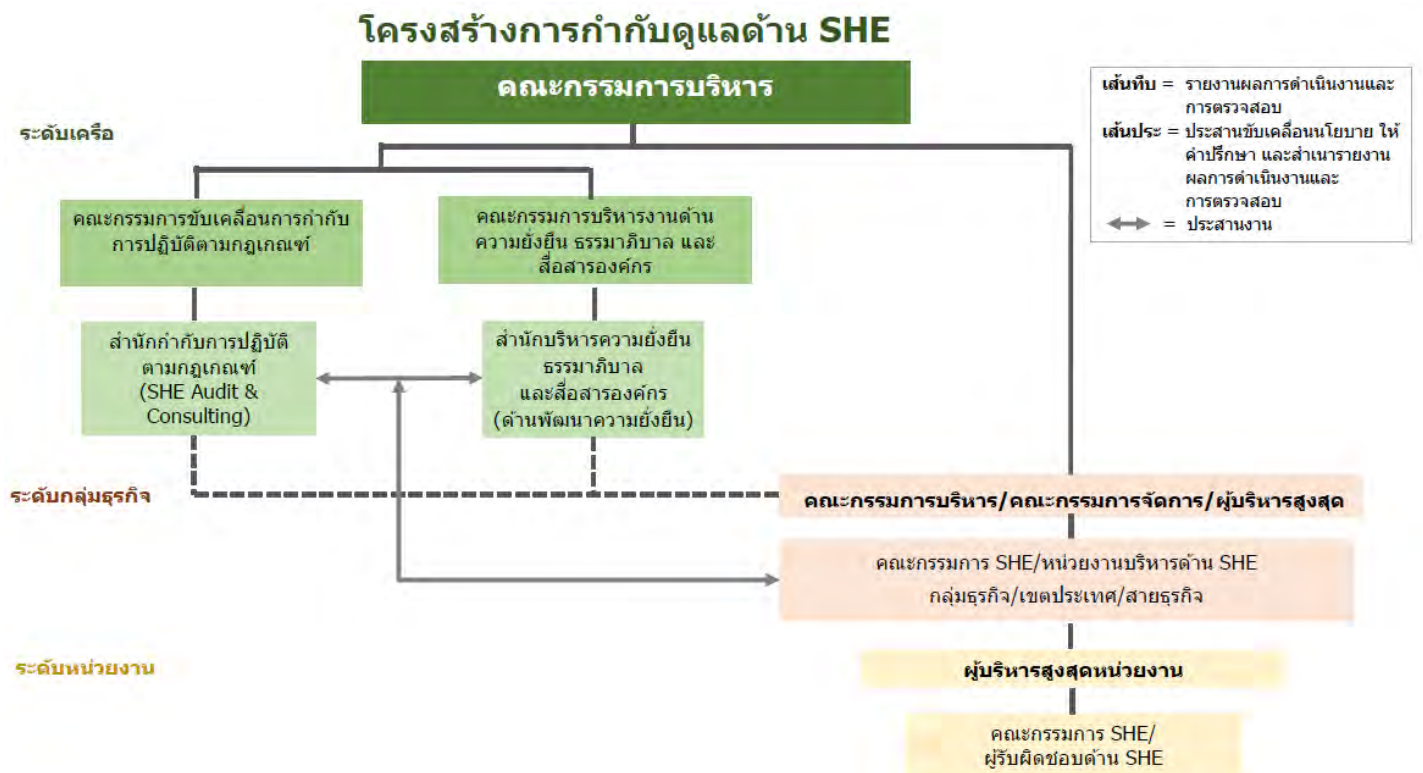 โครงสร้างการกำกับดูแลด้าน SHE
คณะกรรมการบริหาร
เส้นทึบ = รายงานผลการดำเนินงานและ
การตรวจสอบ
เส้นประ = ประสานขับเคลื่อนนโยบาย ให้
คำปรึกษา และสำเนารายงาน
ผลการดำเนินงานและ
การตรวจสอบ
= ประสานงาน
ระดับเครือ
คณะกรรมการขับเคลื่อนการกำกับ
การปฏิบัติตามกฎเกณฑ์
คณะกรรมการบริหารงานด้าน
ความยั่งยืน ธรรมาภิบาล และ
สื่อสารองค์กร
สำนักกำกับการปฏิบัติ
ตามกฎเกณฑ์
(SHE Audit &
Consulting)
สำนักบริหารความยั่งยืน
ธรรมาภิบาล
และสื่อสารองค์กร
(ด้านพัฒนาความยั่งยืน)
ระดับกลุ่มธุรกิจ
คณะกรรมการบริหาร/คณะกรรมการจัดการ/ผู้บริหารสูงสุด
คณะกรรมการ SHE/หน่วยงานบริหารด้าน SHE
กลุ่มธุรกิจ/เขตประเทศ/สายธุรกิจ
ระดับหน่วยงาน
ผู้บริหารสูงสุดหน่วยงาน
คณะกรรมการ SHE/
ผู้รับผิดชอบด้าน SHE